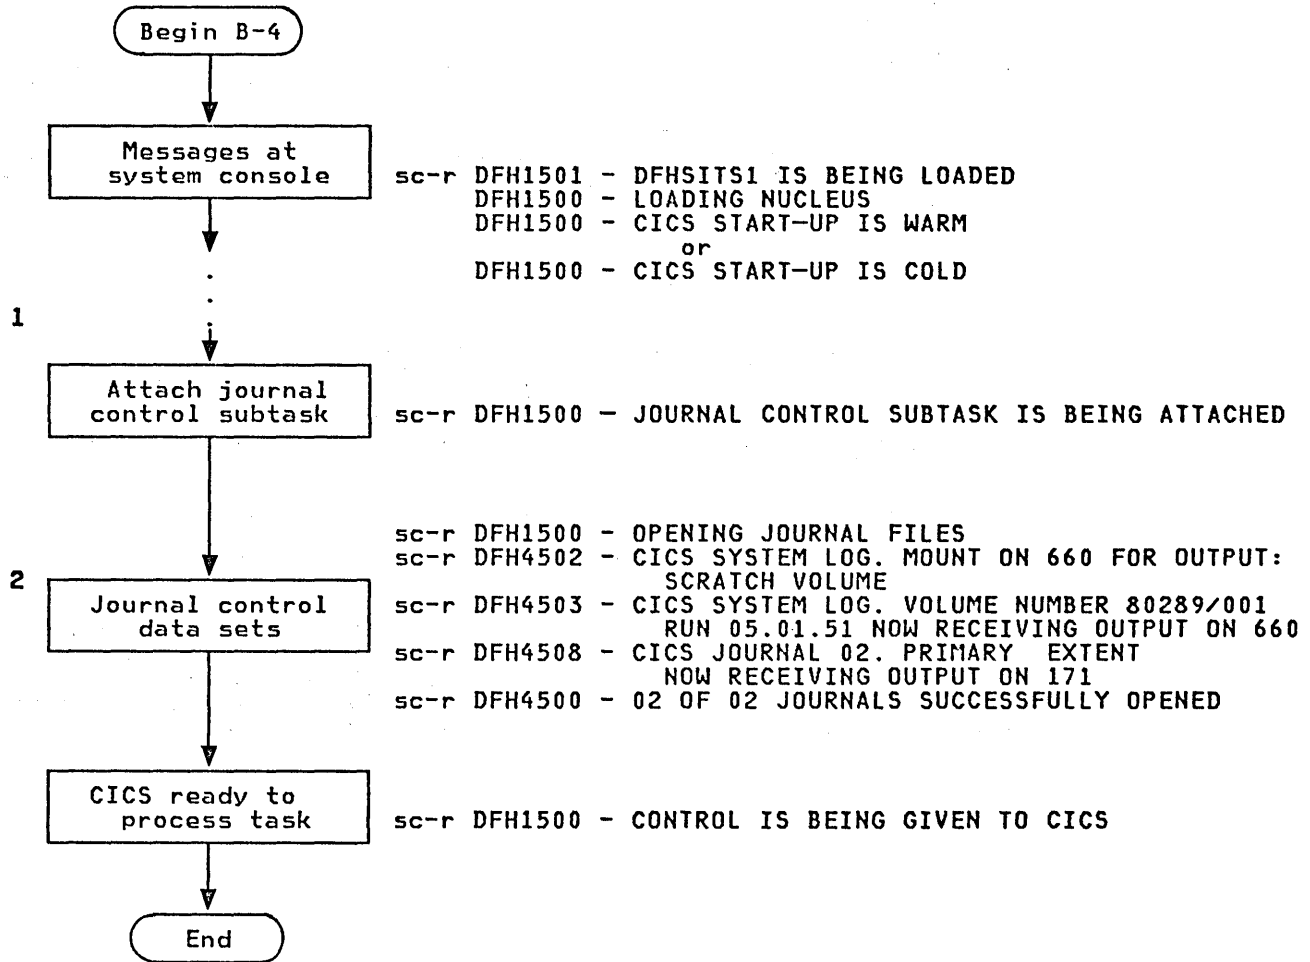 Begin B-4
Messages at
system console
sc-r DFH1501 - DFHSITS1 IS BEING LOADED
DFH1500 - LOADING NUCLEUS
DFH1500 - CICS START-UP IS WARM
or
DFH1500 - CICS START-UP IS COLD
1
Attach journal
control subtask
sc-r DFH1500 - JOURNAL CONTROL SUBTASK IS BEING ATTACHED
sc-r DFH1500 - OPENING JOURNAL FILES
sc-r DFH4502 - CICS SYSTEM LOG. MOUNT ON 660 FOR OUTPUT:
SCRATCH VOLUME
2
Journal control
data sets
sc-r DFH4503 - CICS SYSTEM LOG. VOLUME NUMBER 80289/001
RUN 05.01.51 NOW RECEIVING OUTPUT ON 660
sc-r DFH4508 - CICS JOURNAL 02. PRIMARY EXTENT
NOW RECEIVING OUTPUT ON 171
sc-r DFH4500 - 02 OF 02 JOURNALS SUCCESSFULLY OPENED
CICS ready to
process task
sc-r DFH1500 - CONTROL IS BEING GIVEN TO CICS
End